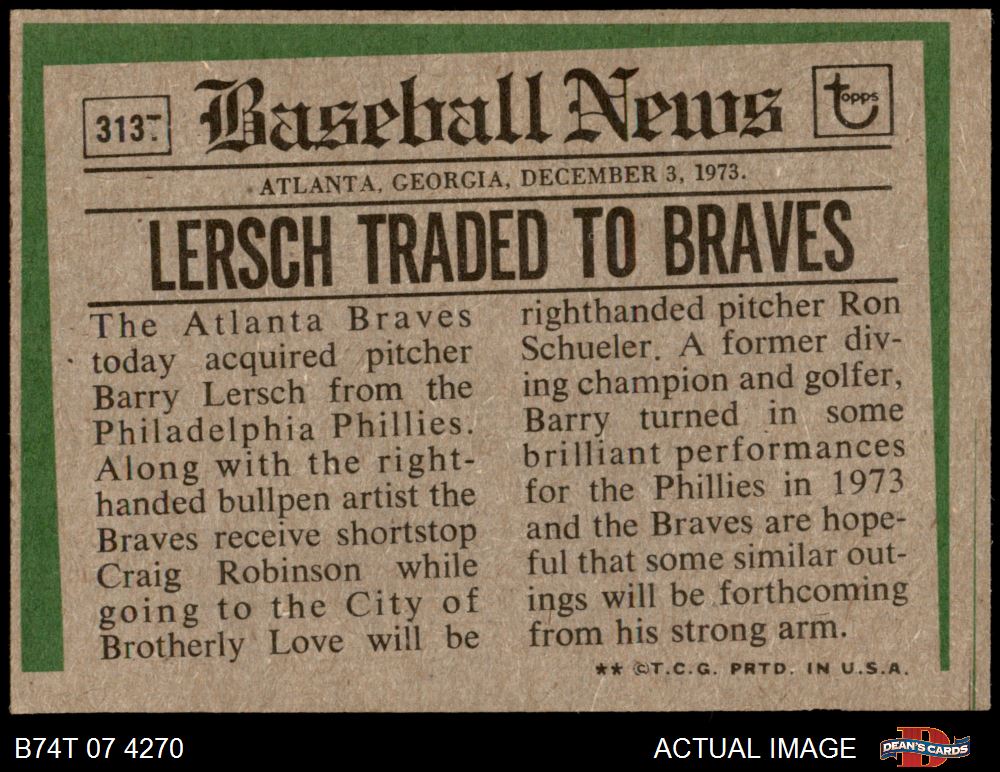 313T
Baseball News
topps
ATLANTA, GEORGIA, DECEMBER 3, 1973.
LERSCH TRADED TO BRAVES
The Atlanta Braves
today acquired pitcher
Barry Lersch from the
Philadelphia Phillies.
Along with the right-
handed bullpen artist the
Braves receive shortstop
Craig Robinson while
going to the City of
Brotherly Love will be
righthanded pitcher Ron
Schueler. A former div-
ing champion and golfer,
Barry turned in some
brilliant performances
for the Phillies in 1973
and the Braves are hope-
ful that some similar out-
ings will be forthcoming
from his strong arm.
** ©T.C.G. PRTD. IN U.S.A.
B74T 07 4270
ACTUAL IMAGE
DEAN'S CARDS